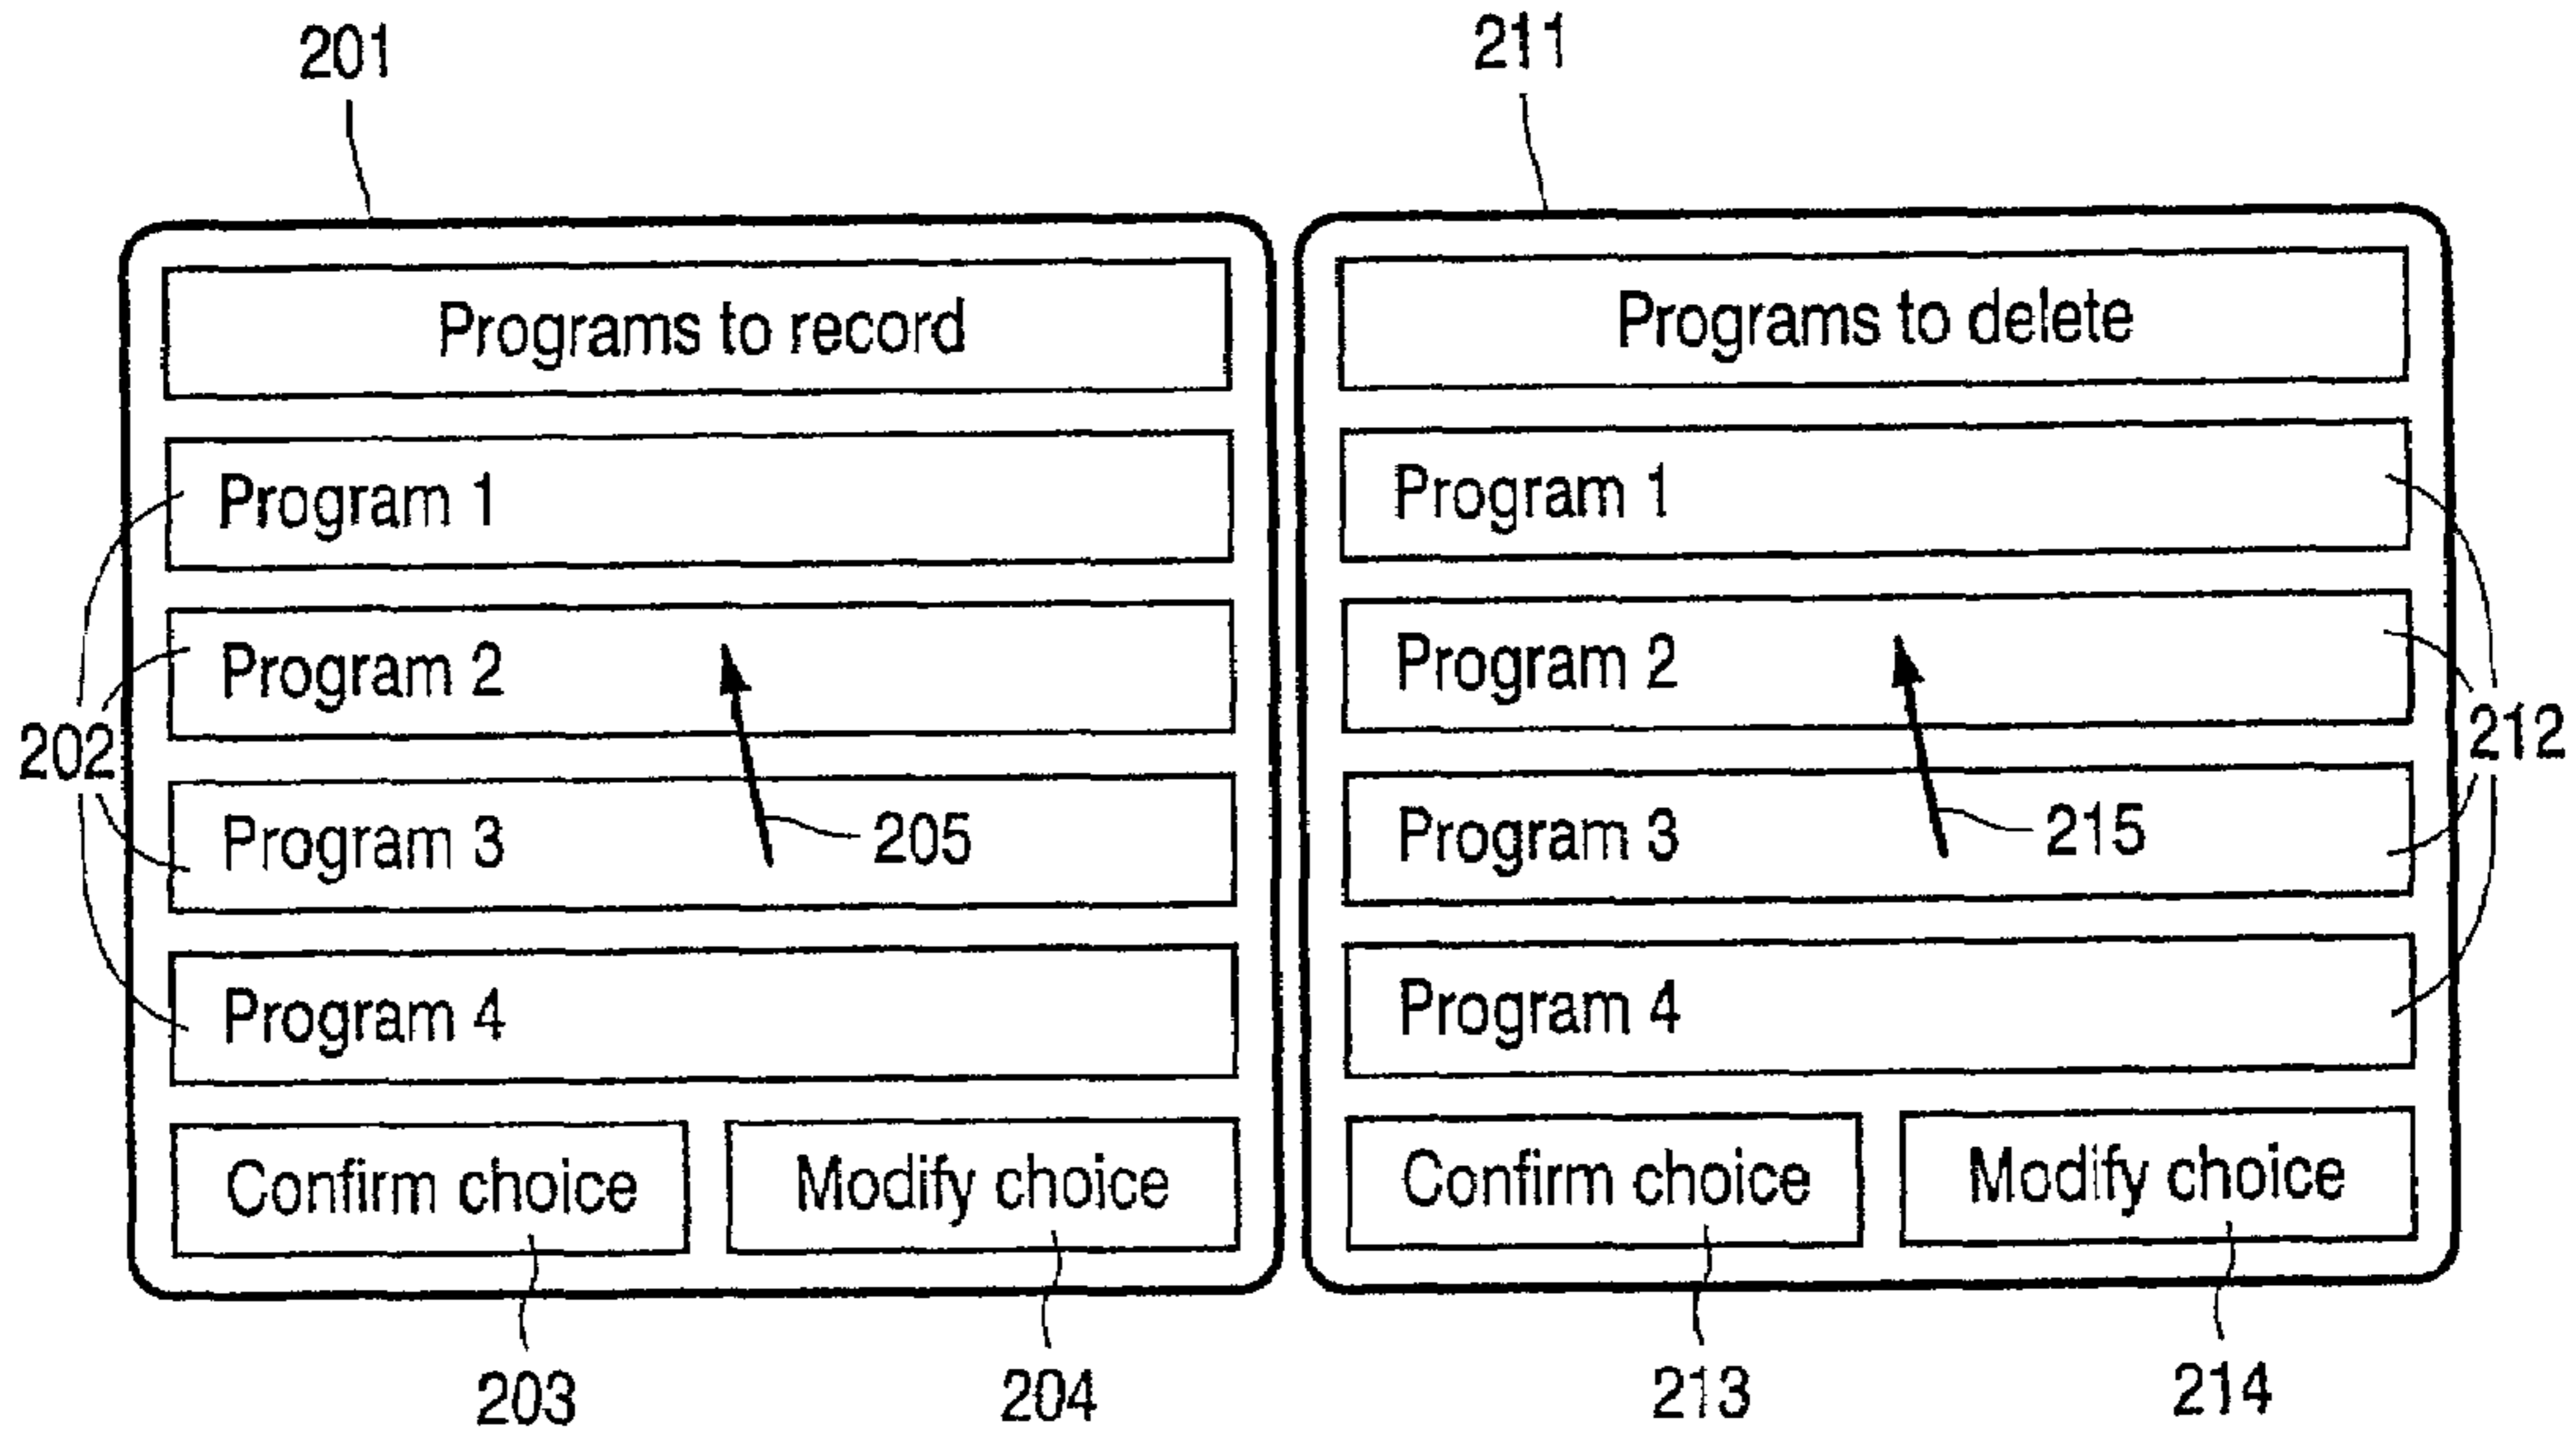 201
211
Programs to record
Programs to delete
Program 1
Program 1
Program 2
Program 2
202
212
Program 3
205
Program 3
215
Program 4
Program 4
Confirm choice
Modify choice
Confirm choice
Modify choice
203
204
213
214